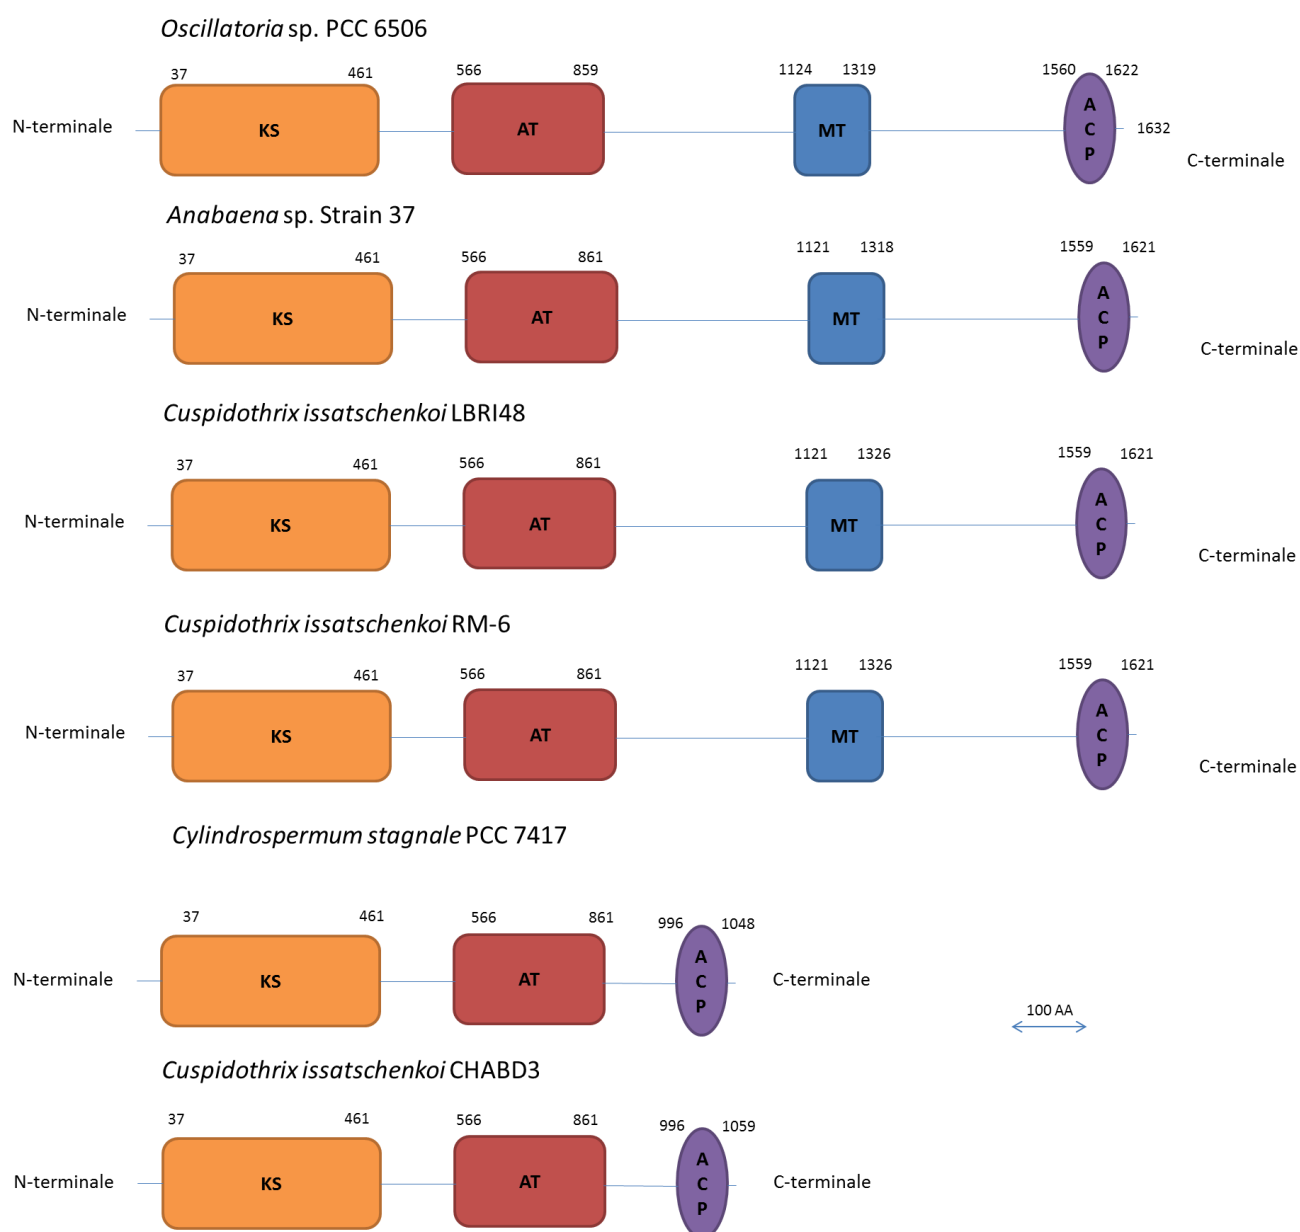 Oscillatoria sp. PCC 6506
37 461 566 859 1124 1319 1560 1622
N-terminale KS AT MT A C P 1632 C-terminale
Anabaena sp. Strain 37
37 461 566 861 1121 1318 1559 1621
N-terminale KS AT MT A C P C-terminale
Cuspidothrix issatschenkoi LBRI48
37 461 566 861 1121 1326 1559 1621
N-terminale KS AT MT A C P C-terminale
Cuspidothrix issatschenkoi RM-6
37 461 566 861 1121 1326 1559 1621
N-terminale KS AT MT A C P C-terminale
Cylindrospermum stagnale PCC 7417
37 461 566 861 996 1048
N-terminale KS AT A C P C-terminale
100 AA
Cuspidothrix issatschenkoi CHABD3
37 461 566 861 996 1059
N-terminale KS AT A C P C-terminale